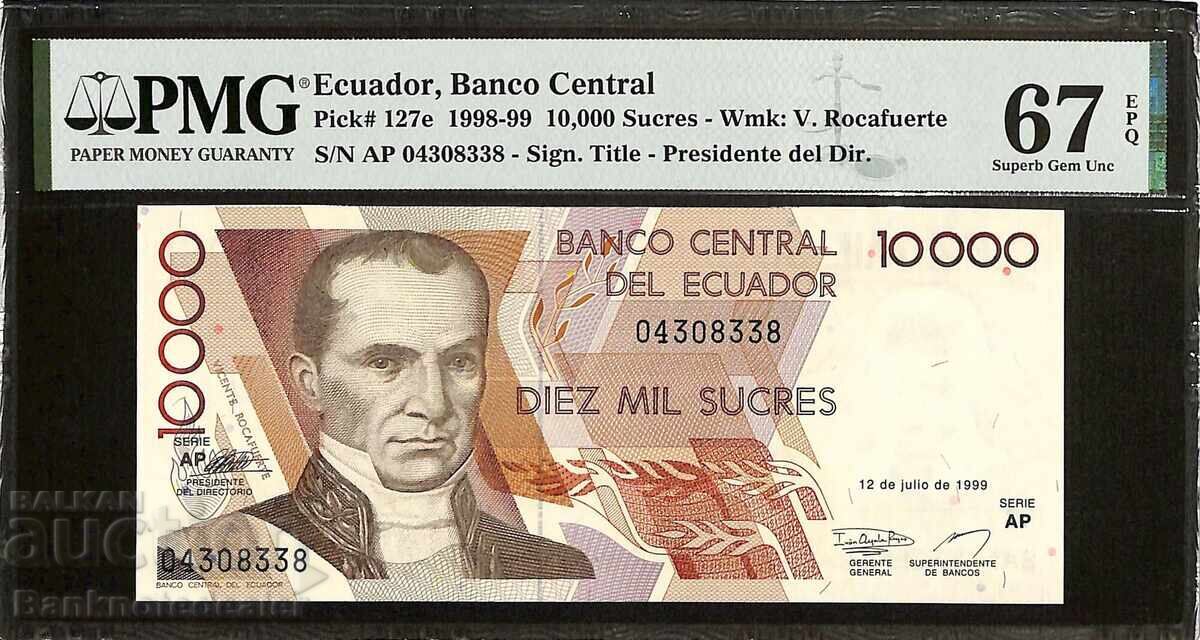 PMG®
PAPER MONEY GUARANTY
Ecuador, Banco Central
Pick# 127e 1998-99 10,000 Sucres - Wmk: V. Rocafuerte
S/N AP 04308338 - Sign. Title - Presidente del Dir.
67
EPQ
Superb Gem Unc
10000
VICENTE ROCAFUERTE
SERIE
AP
PRESIDENTE
DEL DIRECTORIO
04308338
BANCO CENTRAL DEL ECUADOR
BANCO CENTRAL
DEL ECUADOR
04308338
DIEZ MIL SUCRES
10000
12 de julio de 1999
SERIE
AP
GERENTE
GENERAL
SUPERINTENDENTE
DE BANCOS
BALKAN
auction
Banknotedealer